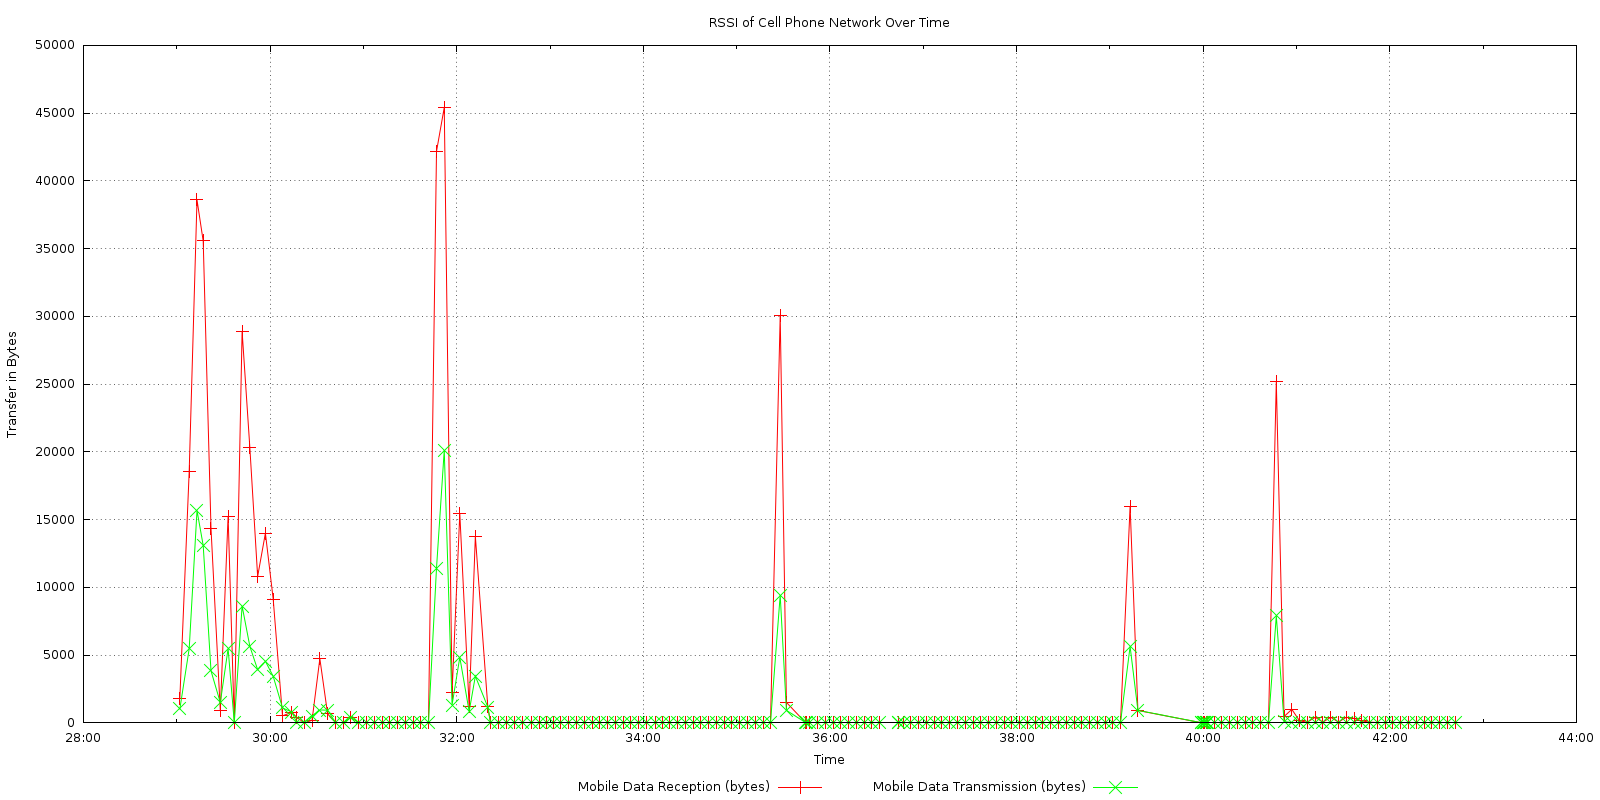 RSSI of Cell Phone Network Over Time
50000
45000
40000
35000
30000
25000
20000
15000
10000
5000
0
Transfer in Bytes
28:00 30:00 32:00 34:00 36:00 38:00 40:00 42:00 44:00
Time
Mobile Data Reception (bytes) Mobile Data Transmission (bytes)